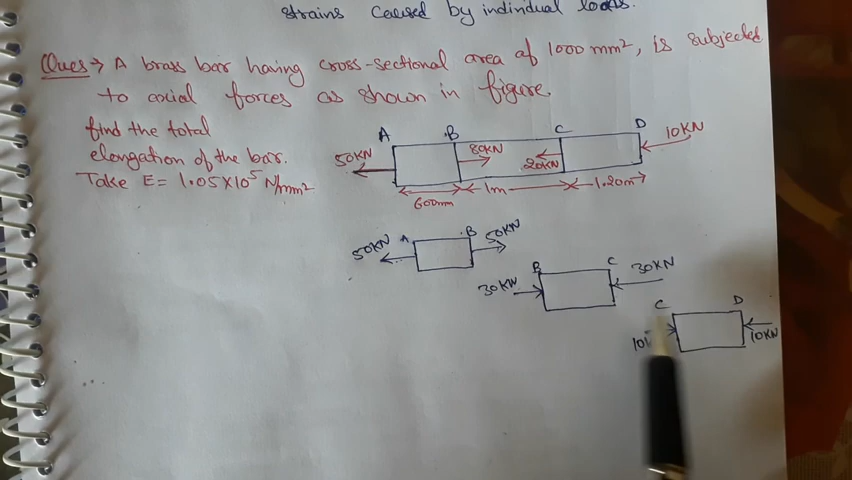 strains caused by individual loads.
Ques → A brass bar having cross-sectional area of 1000 mm², is subjected
to axial forces as shown in figure.
find the total
elongation of the bar.
Take E = 1.05×10⁵ N/mm²
A B C D
50KN 80KN 20KN 10KN
600mm 1m 1.20m
50KN A B 50KN
30KN B C 30KN
C D
10KN